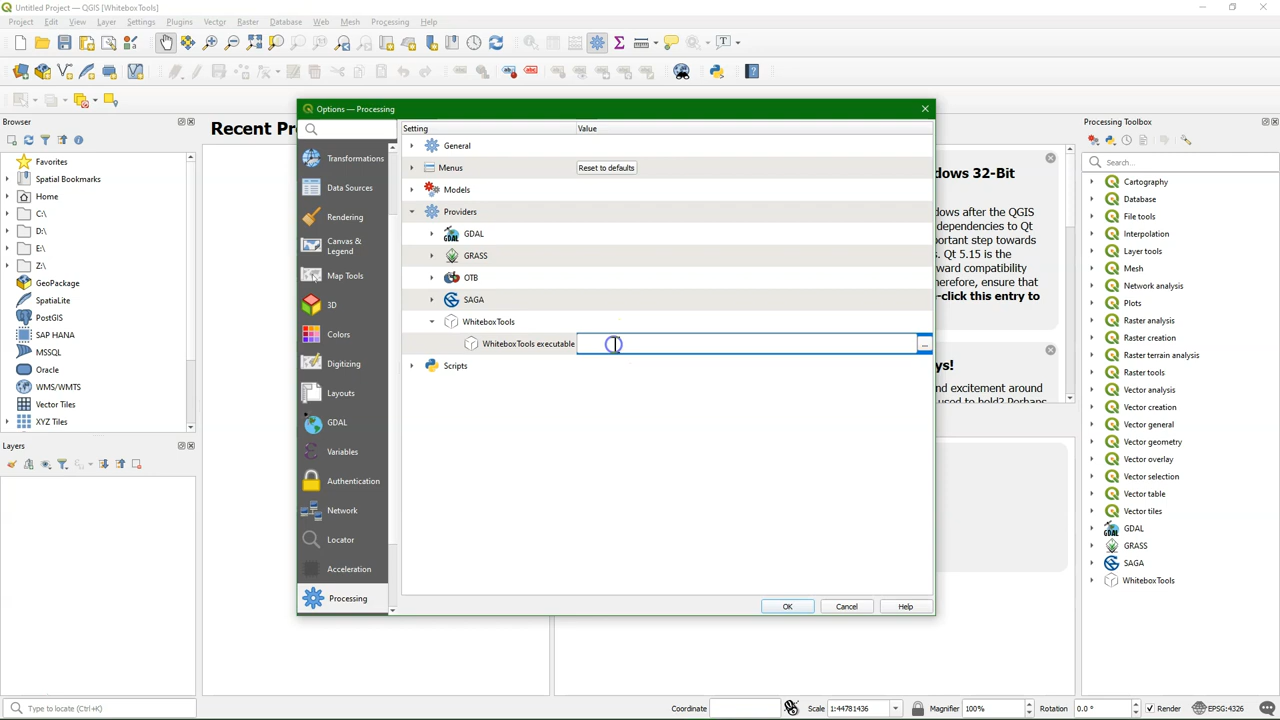 Untitled Project — QGIS [WhiteboxTools]
Project Edit View Layer Settings Plugins Vector Raster Database Web Mesh Processing Help
Browser
Favorites
Spatial Bookmarks
Home
C:\
D:\
E:\
Z:\
GeoPackage
SpatiaLite
PostGIS
SAP HANA
MSSQL
Oracle
WMS/WMTS
Vector Tiles
XYZ Tiles
Layers
Recent Pr
Options — Processing
Transformations
Data Sources
Rendering
Canvas &
Legend
Map Tools
3D
Colors
Digitizing
Layouts
GDAL
Variables
Authentication
Network
Locator
Acceleration
Processing
Setting Value
General
Menus Reset to defaults
Models
Providers
GDAL
GRASS
OTB
SAGA
WhiteboxTools
WhiteboxTools executable ...
Scripts
OK Cancel Help
dows 32-Bit
dows after the QGIS
dependencies to Qt
portant step towards
s. Qt 5.15 is the
ward compatibility
erefore, ensure that
-click this entry to
ys!
nd excitement around
used to hold? Perhaps
Processing Toolbox
Search...
Cartography
Database
File tools
Interpolation
Layer tools
Mesh
Network analysis
Plots
Raster analysis
Raster creation
Raster terrain analysis
Raster tools
Vector analysis
Vector creation
Vector general
Vector geometry
Vector overlay
Vector selection
Vector table
Vector tiles
GDAL
GRASS
SAGA
WhiteboxTools
Type to locate (Ctrl+K) Coordinate Scale 1:44781436 Magnifier 100% Rotation 0.0 ° Render EPSG:4326